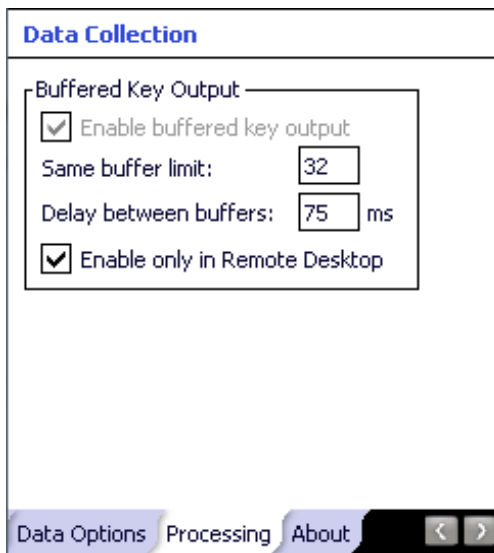 Data Collection
Buffered Key Output
Enable buffered key output
Same buffer limit: 32
Delay between buffers: 75 ms
Enable only in Remote Desktop
Data Options Processing About